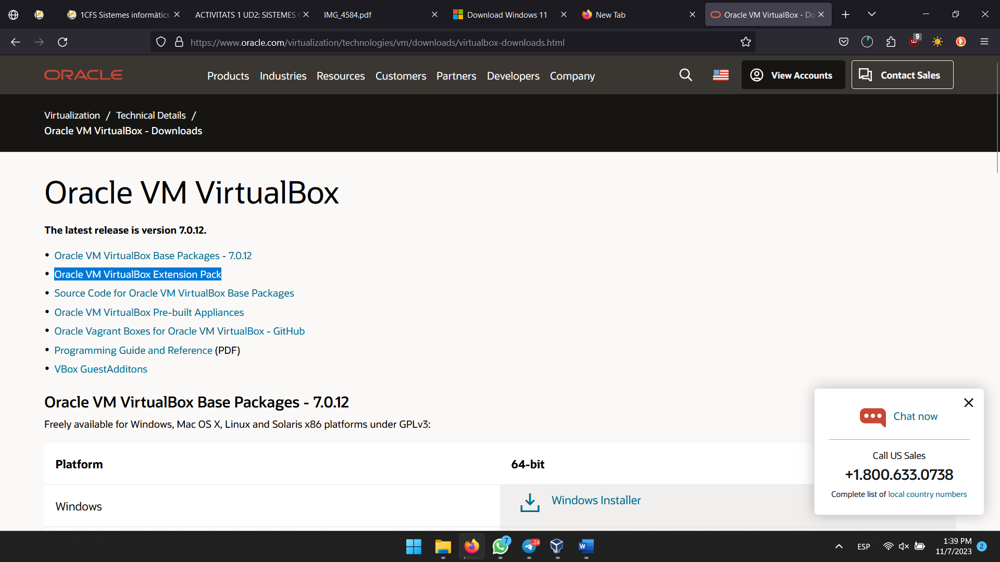 1CFS Sistemes informàtics
ACTIVITATS 1 UD2: SISTEMES
IMG_4584.pdf
Download Windows 11
New Tab
Oracle VM VirtualBox - Do
https://www.oracle.com/virtualization/technologies/vm/downloads/virtualbox-downloads.html
9
ORACLE
Products
Industries
Resources
Customers
Partners
Developers
Company
View Accounts
Contact Sales
Virtualization / Technical Details /
Oracle VM VirtualBox - Downloads
Oracle VM VirtualBox
The latest release is version 7.0.12.
• Oracle VM VirtualBox Base Packages - 7.0.12
• Oracle VM VirtualBox Extension Pack
• Source Code for Oracle VM VirtualBox Base Packages
• Oracle VM VirtualBox Pre-built Appliances
• Oracle Vagrant Boxes for Oracle VM VirtualBox - GitHub
• Programming Guide and Reference (PDF)
• VBox GuestAdditons
Oracle VM VirtualBox Base Packages - 7.0.12
Freely available for Windows, Mac OS X, Linux and Solaris x86 platforms under GPLv3:
Platform
64-bit
Windows
Windows Installer
Chat now
Call US Sales
+1.800.633.0738
Complete list of local country numbers
7
24
W
ESP
1:39 PM
11/7/2023
2